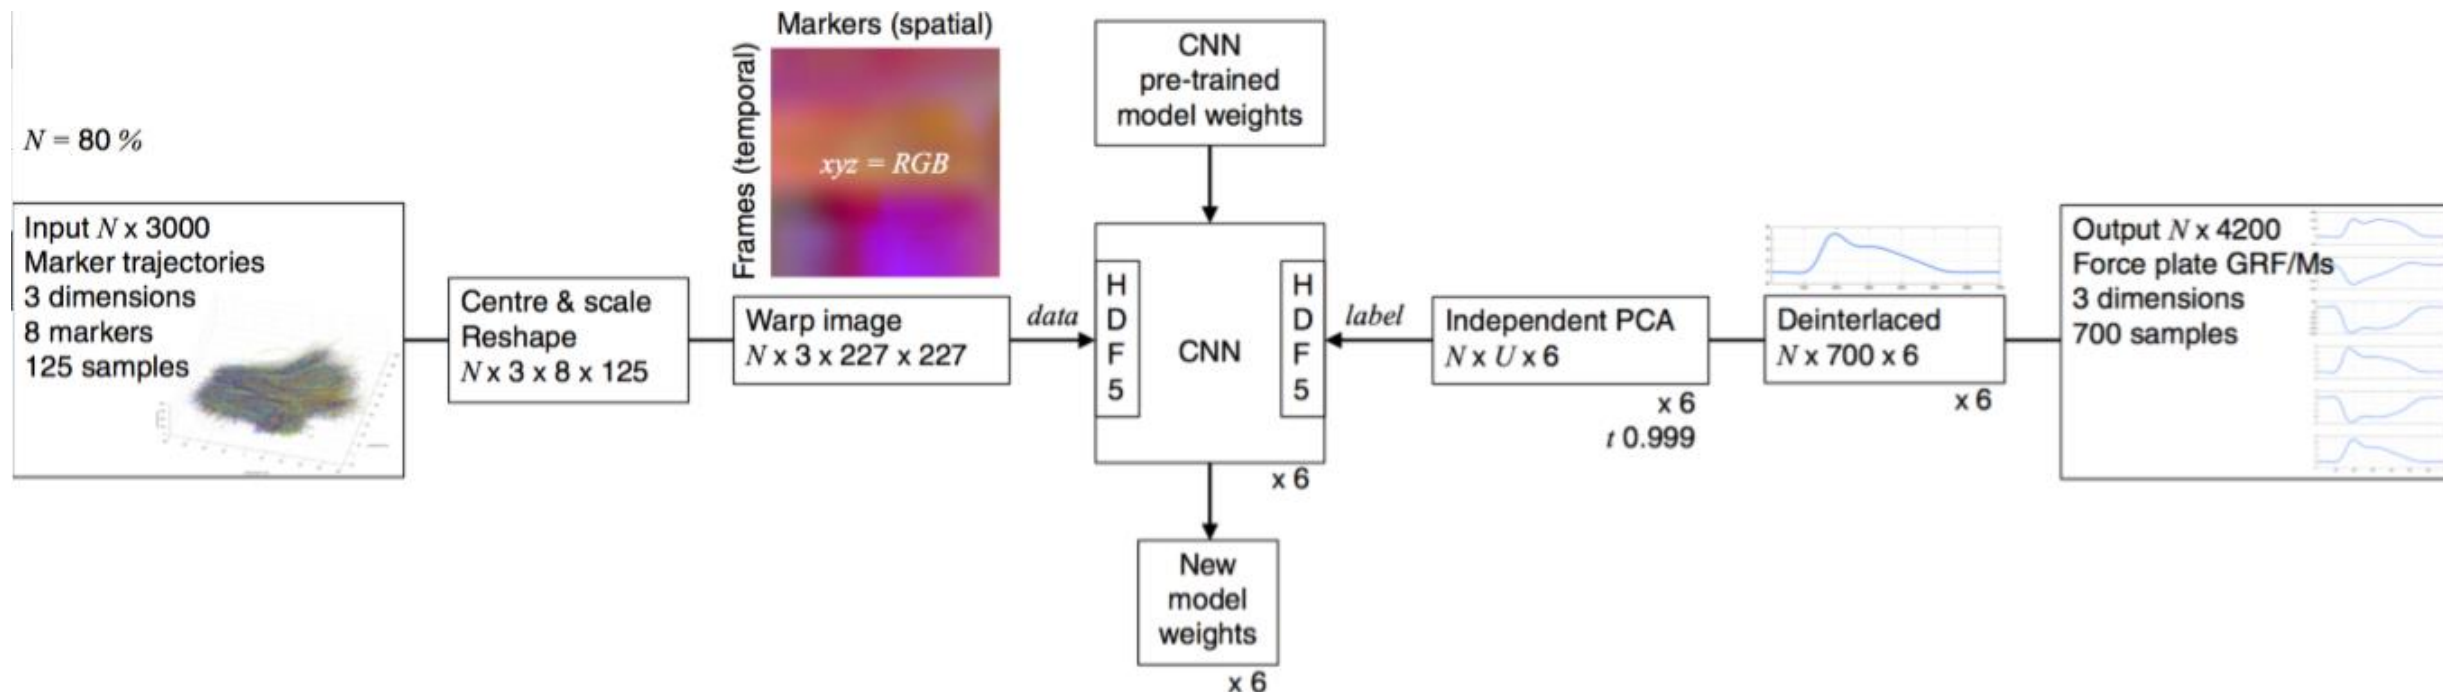 N = 80 %
Input N x 3000
Marker trajectories
3 dimensions
8 markers
125 samples
Centre & scale
Reshape
N x 3 x 8 x 125
Markers (spatial)
Frames (temporal)
xyz = RGB
Warp image
N x 3 x 227 x 227
data
CNN
pre-trained
model weights
H
D
F
5
CNN
H
D
F
5
x 6
New
model
weights
x 6
label
Independent PCA
N x U x 6
x 6
t 0.999
Deinterlaced
N x 700 x 6
x 6
Output N x 4200
Force plate GRF/Ms
3 dimensions
700 samples